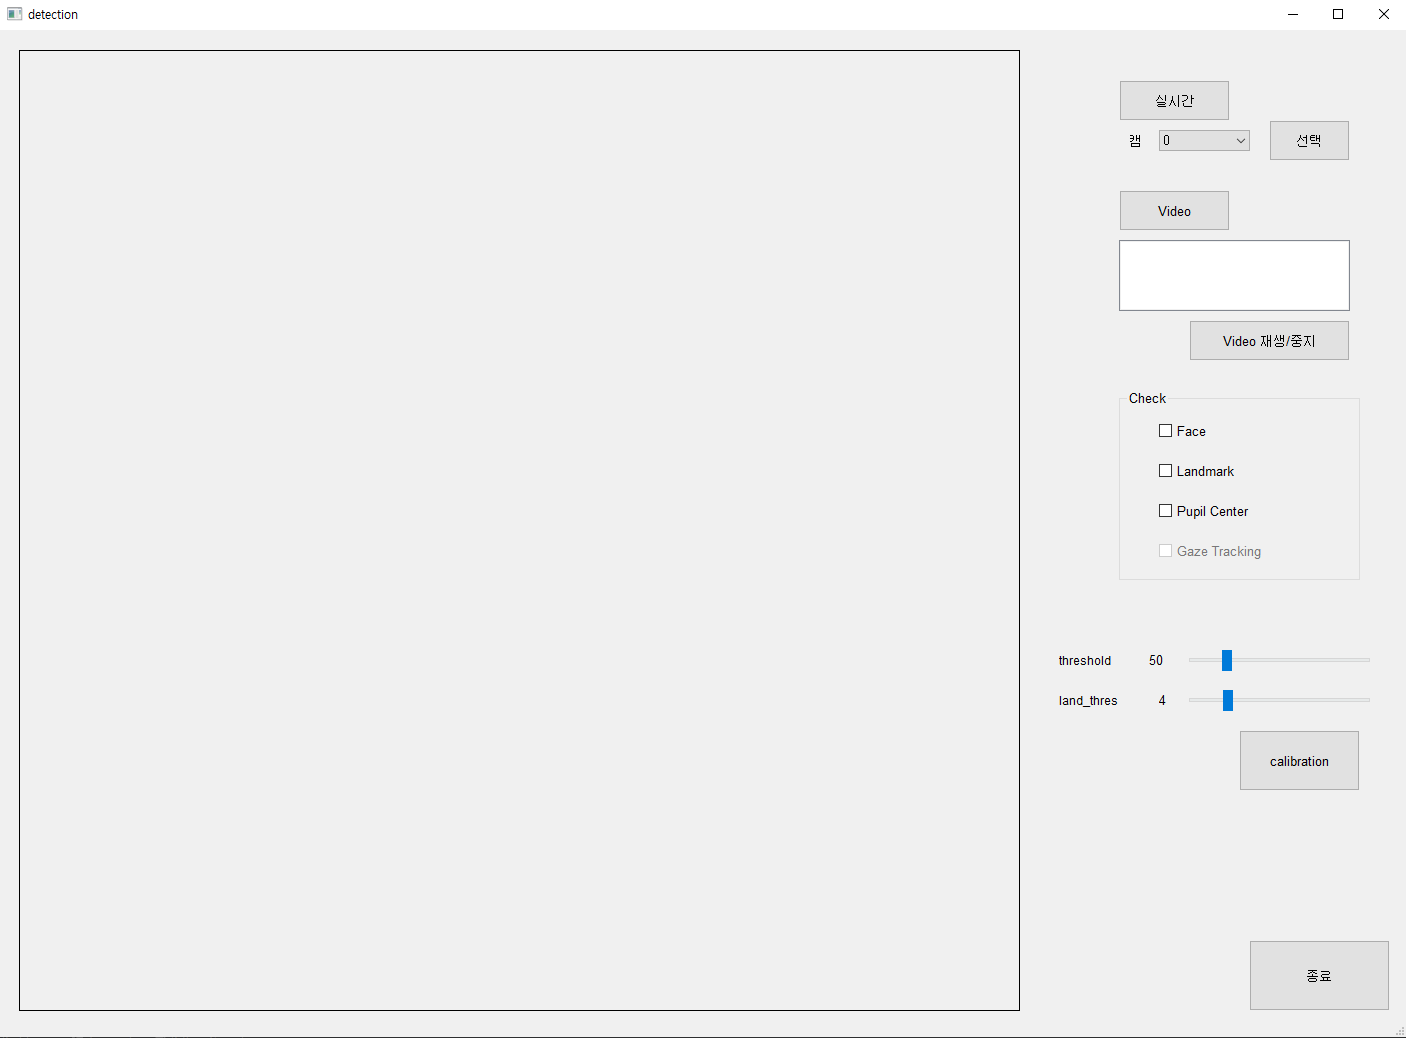 detection
실시간
캠 0 선택
Video
Video 재생/중지
Check
Face
Landmark
Pupil Center
Gaze Tracking
threshold 50
land_thres 4
calibration
종료